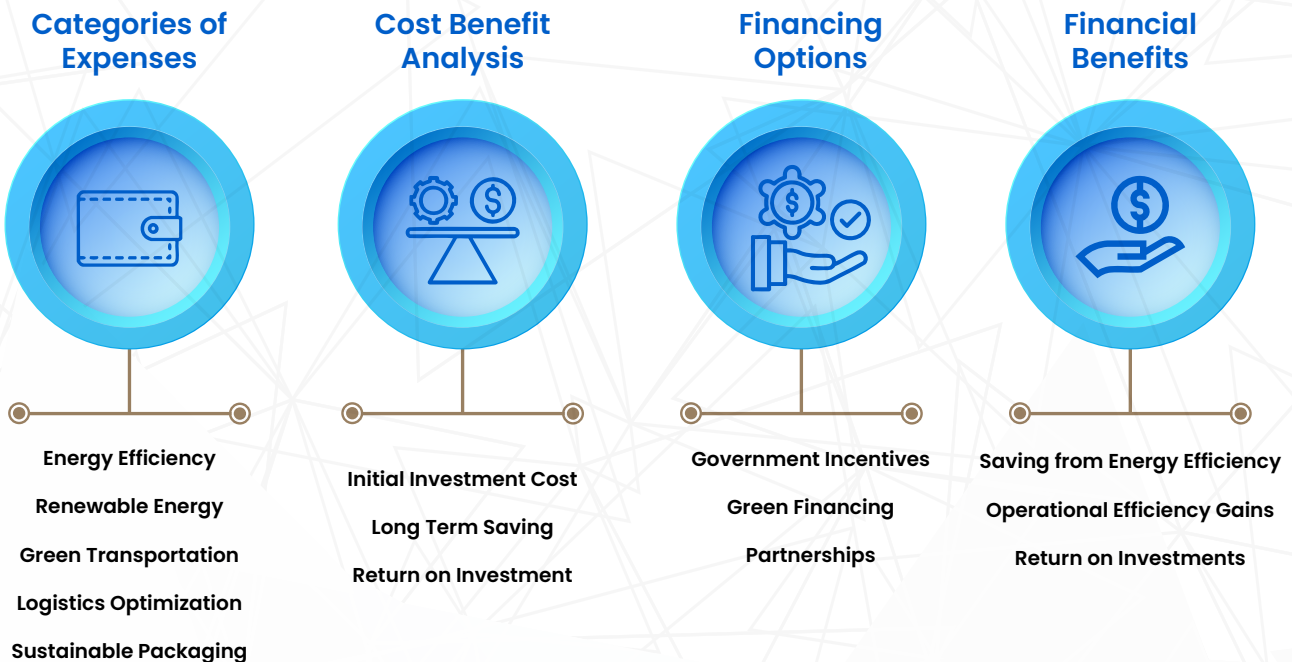 Categories of
Expenses
Energy Efficiency
Renewable Energy
Green Transportation
Logistics Optimization
Sustainable Packaging
Cost Benefit
Analysis
$
Initial Investment Cost
Long Term Saving
Return on Investment
Financing
Options
$
Government Incentives
Green Financing
Partnerships
Financial
Benefits
$
Saving from Energy Efficiency
Operational Efficiency Gains
Return on Investments